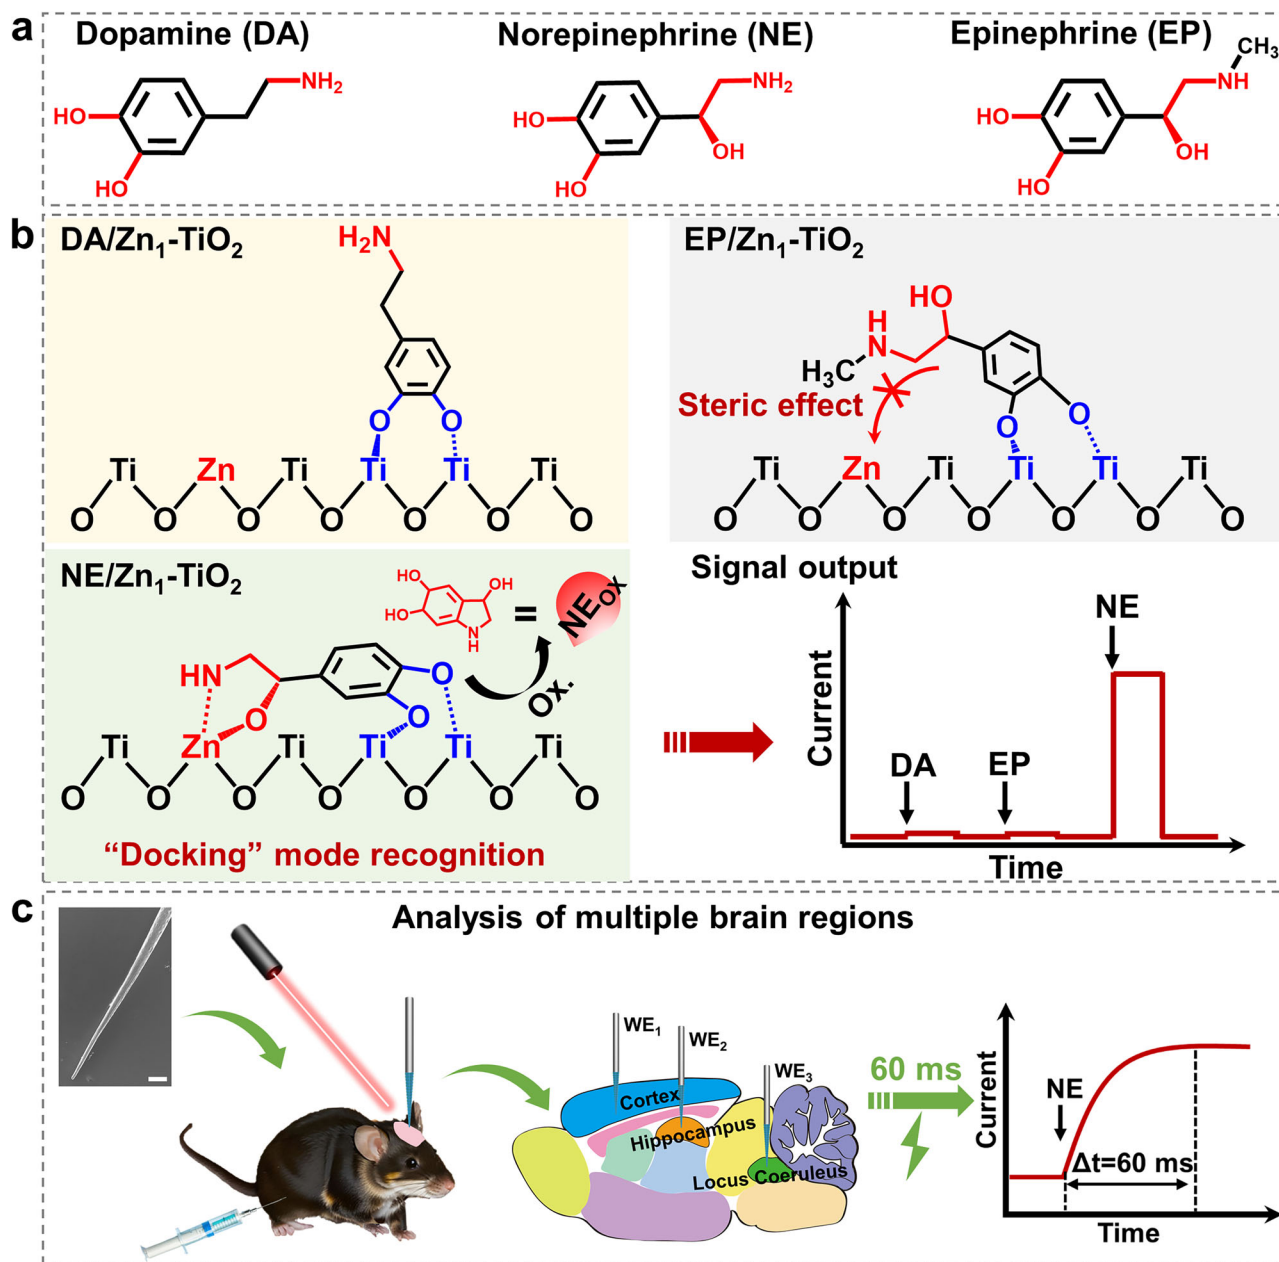 a
Dopamine (DA)
Norepinephrine (NE)
Epinephrine (EP)
HO
HO
NH₂
HO
HO
NH₂
OH
HO
HO
CH₃
NH
OH
b
DA/Zn₁-TiO₂
H₂N
O
O
Ti Zn Ti Ti Ti Ti
O O O O O O O
EP/Zn₁-TiO₂
HO
H
N
H₃C
Steric effect
O
O
Ti Zn Ti Ti Ti Ti
O O O O O O O
NE/Zn₁-TiO₂
HO
HO
OH
N
H
=
NEOX
HN
O
O
O
Ox.
Ti Zn Ti Ti Ti Ti
O O O O O O O
“Docking” mode recognition
Signal output
Current
DA
EP
NE
Time
c
Analysis of multiple brain regions
WE₁
WE₂
WE₃
Cortex
Hippocampus
Locus Coeruleus
60 ms
Current
NE
Δt=60 ms
Time